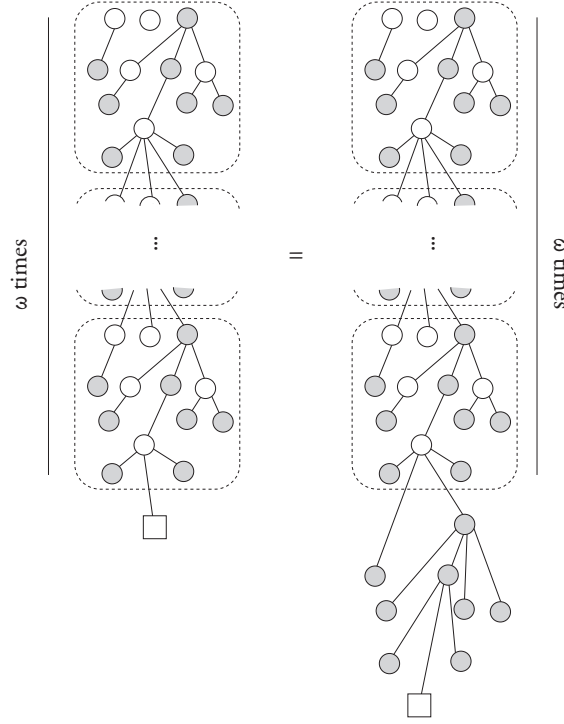 ω times
...
=
...
ω times